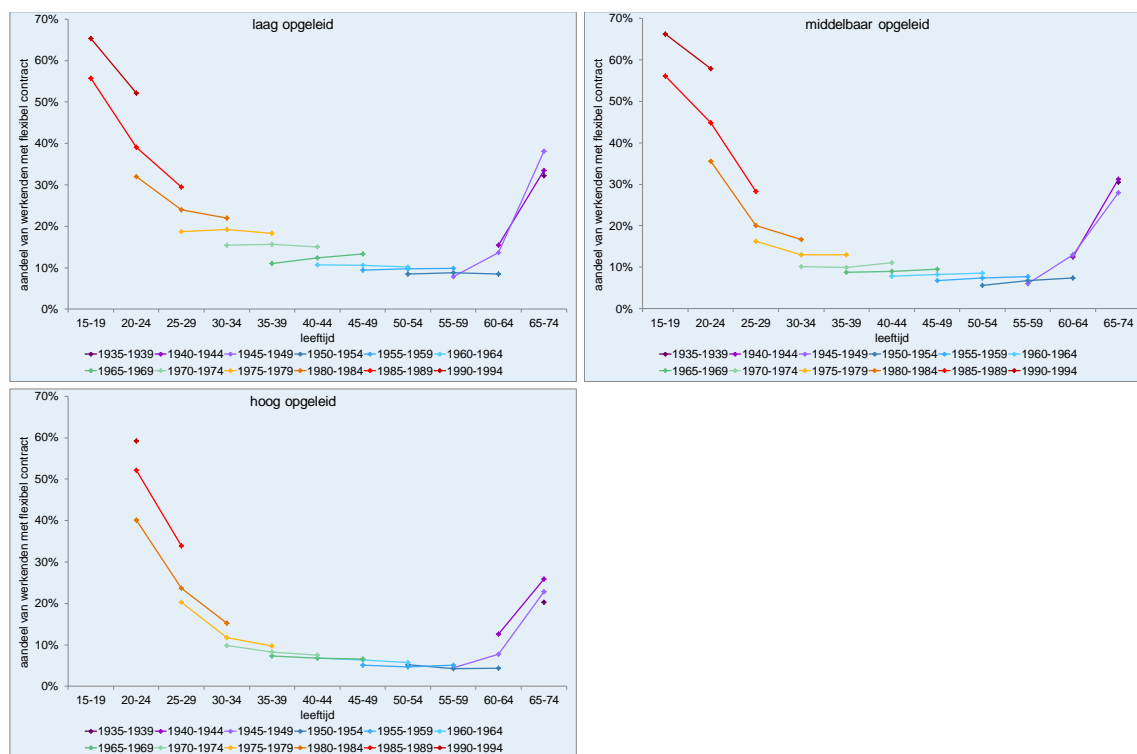 laag opgeleid
aandeel van werkenden met flexibel contract
70%
60%
50%
40%
30%
20%
10%
0%
15-19 20-24 25-29 30-34 35-39 40-44 45-49 50-54 55-59 60-64 65-74
leeftijd
1935-1939 1940-1944 1945-1949 1950-1954 1955-1959 1960-1964
1965-1969 1970-1974 1975-1979 1980-1984 1985-1989 1990-1994
middelbaar opgeleid
aandeel van werkenden met flexibel contract
70%
60%
50%
40%
30%
20%
10%
0%
15-19 20-24 25-29 30-34 35-39 40-44 45-49 50-54 55-59 60-64 65-74
leeftijd
1935-1939 1940-1944 1945-1949 1950-1954 1955-1959 1960-1964
1965-1969 1970-1974 1975-1979 1980-1984 1985-1989 1990-1994
hoog opgeleid
aandeel van werkenden met flexibel contract
70%
60%
50%
40%
30%
20%
10%
0%
15-19 20-24 25-29 30-34 35-39 40-44 45-49 50-54 55-59 60-64 65-74
leeftijd
1935-1939 1940-1944 1945-1949 1950-1954 1955-1959 1960-1964
1965-1969 1970-1974 1975-1979 1980-1984 1985-1989 1990-1994